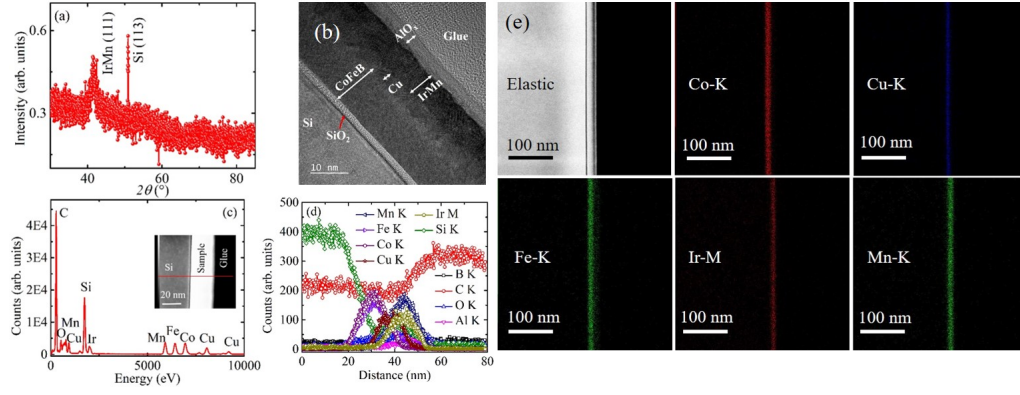 (a)
0.6
0.3
Intensity (arb. units)
IrMn (111)
Si (113)
40
60
80
2θ (°)
(b)
AlOx
Glue
CoFeB
Cu
IrMn
Si
SiO2
10 nm
(c)
C
4E4
3E4
2E4
1E4
0
Counts (arb. units)
O
Mn
Cu
Si
Ir
Mn
Fe
Co
Cu
Cu
Si
Sample
Glue
20 nm
0
5000
10000
Energy (eV)
(d)
500
400
300
200
100
0
Counts (arb. units)
Mn K
Fe K
Co K
Cu K
Ir M
Si K
B K
C K
O K
Al K
0
20
40
60
80
Distance (nm)
(e)
Elastic
100 nm
Co-K
100 nm
Cu-K
100 nm
Fe-K
100 nm
Ir-M
100 nm
Mn-K
100 nm